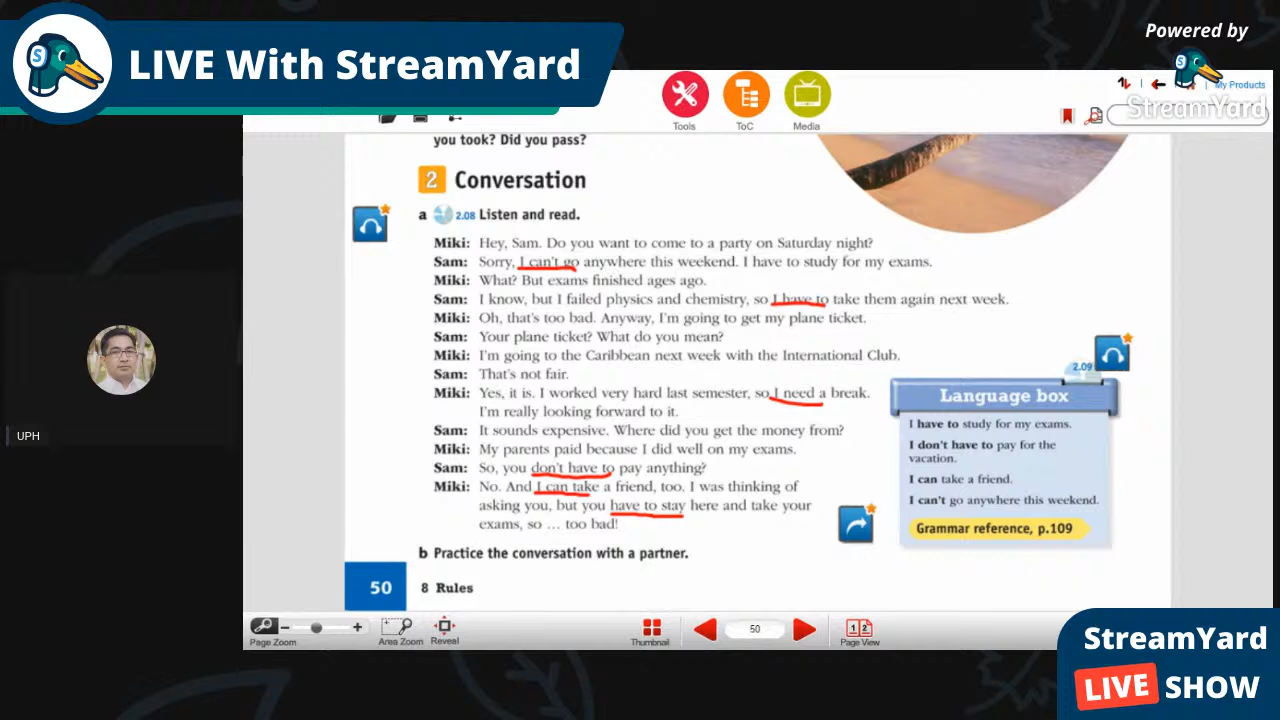 Powered by
LIVE With StreamYard
My Products
StreamYard
Tools
ToC
Media
you took? Did you pass?
2 Conversation
a 2.08 Listen and read.
Miki: Hey, Sam. Do you want to come to a party on Saturday night?
Sam: Sorry, I can't go anywhere this weekend. I have to study for my exams.
Miki: What? But exams finished ages ago.
Sam: I know, but I failed physics and chemistry, so I have to take them again next week.
Miki: Oh, that's too bad. Anyway, I'm going to get my plane ticket.
Sam: Your plane ticket? What do you mean?
Miki: I'm going to the Caribbean next week with the International Club.
Sam: That's not fair.
Miki: Yes, it is. I worked very hard last semester, so I need a break.
I'm really looking forward to it.
Sam: It sounds expensive. Where did you get the money from?
Miki: My parents paid because I did well on my exams.
Sam: So, you don't have to pay anything?
Miki: No. And I can take a friend, too. I was thinking of
asking you, but you have to stay here and take your
exams, so … too bad!
2.09
Language box
I have to study for my exams.
I don't have to pay for the
vacation.
I can take a friend.
I can't go anywhere this weekend.
Grammar reference, p.109
b Practice the conversation with a partner.
50 8 Rules
UPH
Page Zoom
Area Zoom
Reveal
Thumbnail
50
1 2
Page View
StreamYard
LIVE SHOW